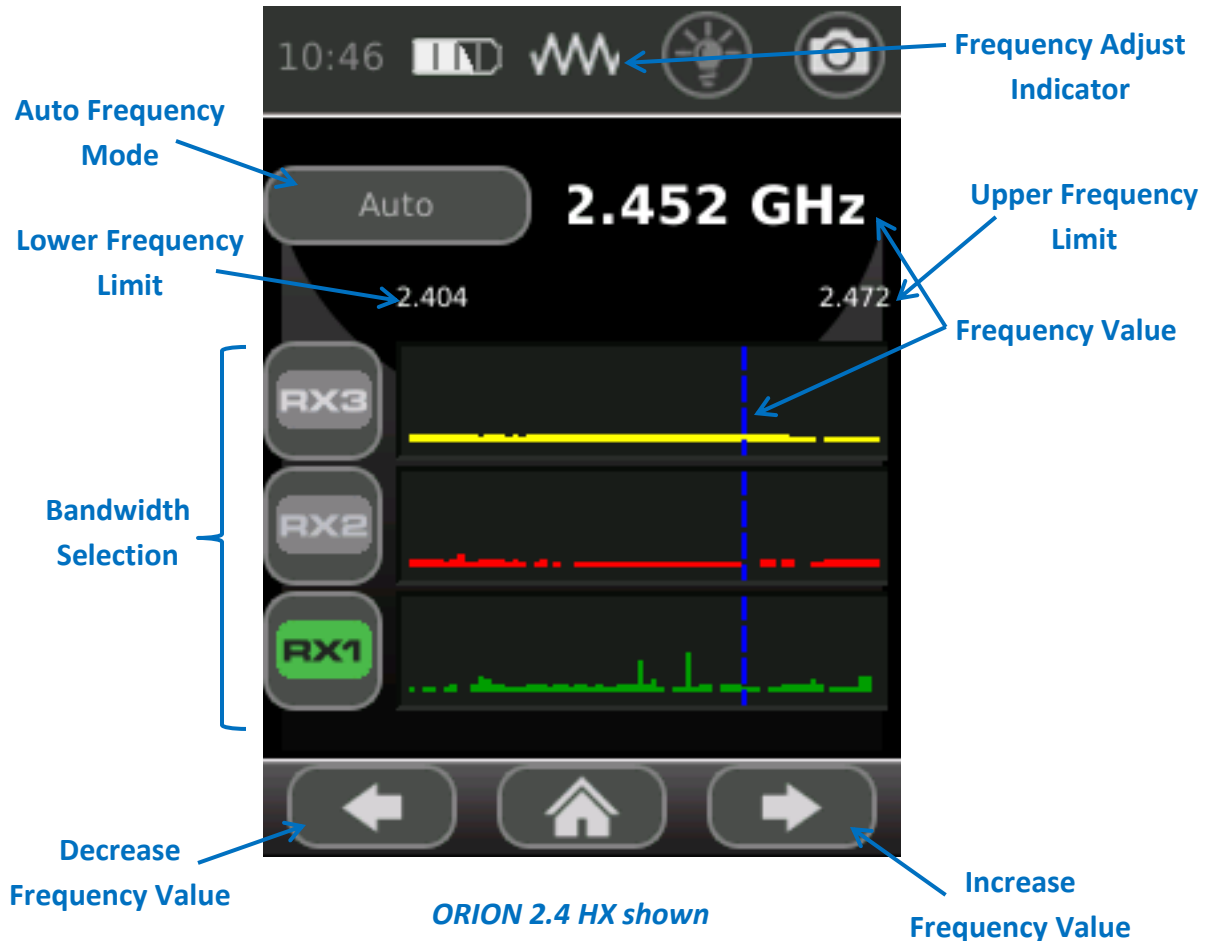 10:46
Frequency Adjust
Indicator
Auto Frequency
Mode
Auto
2.452 GHz
Upper Frequency
Limit
Lower Frequency
Limit
2.404
2.472
Frequency Value
RX3
Bandwidth
Selection
RX2
RX1
Decrease
Frequency Value
ORION 2.4 HX shown
Increase
Frequency Value